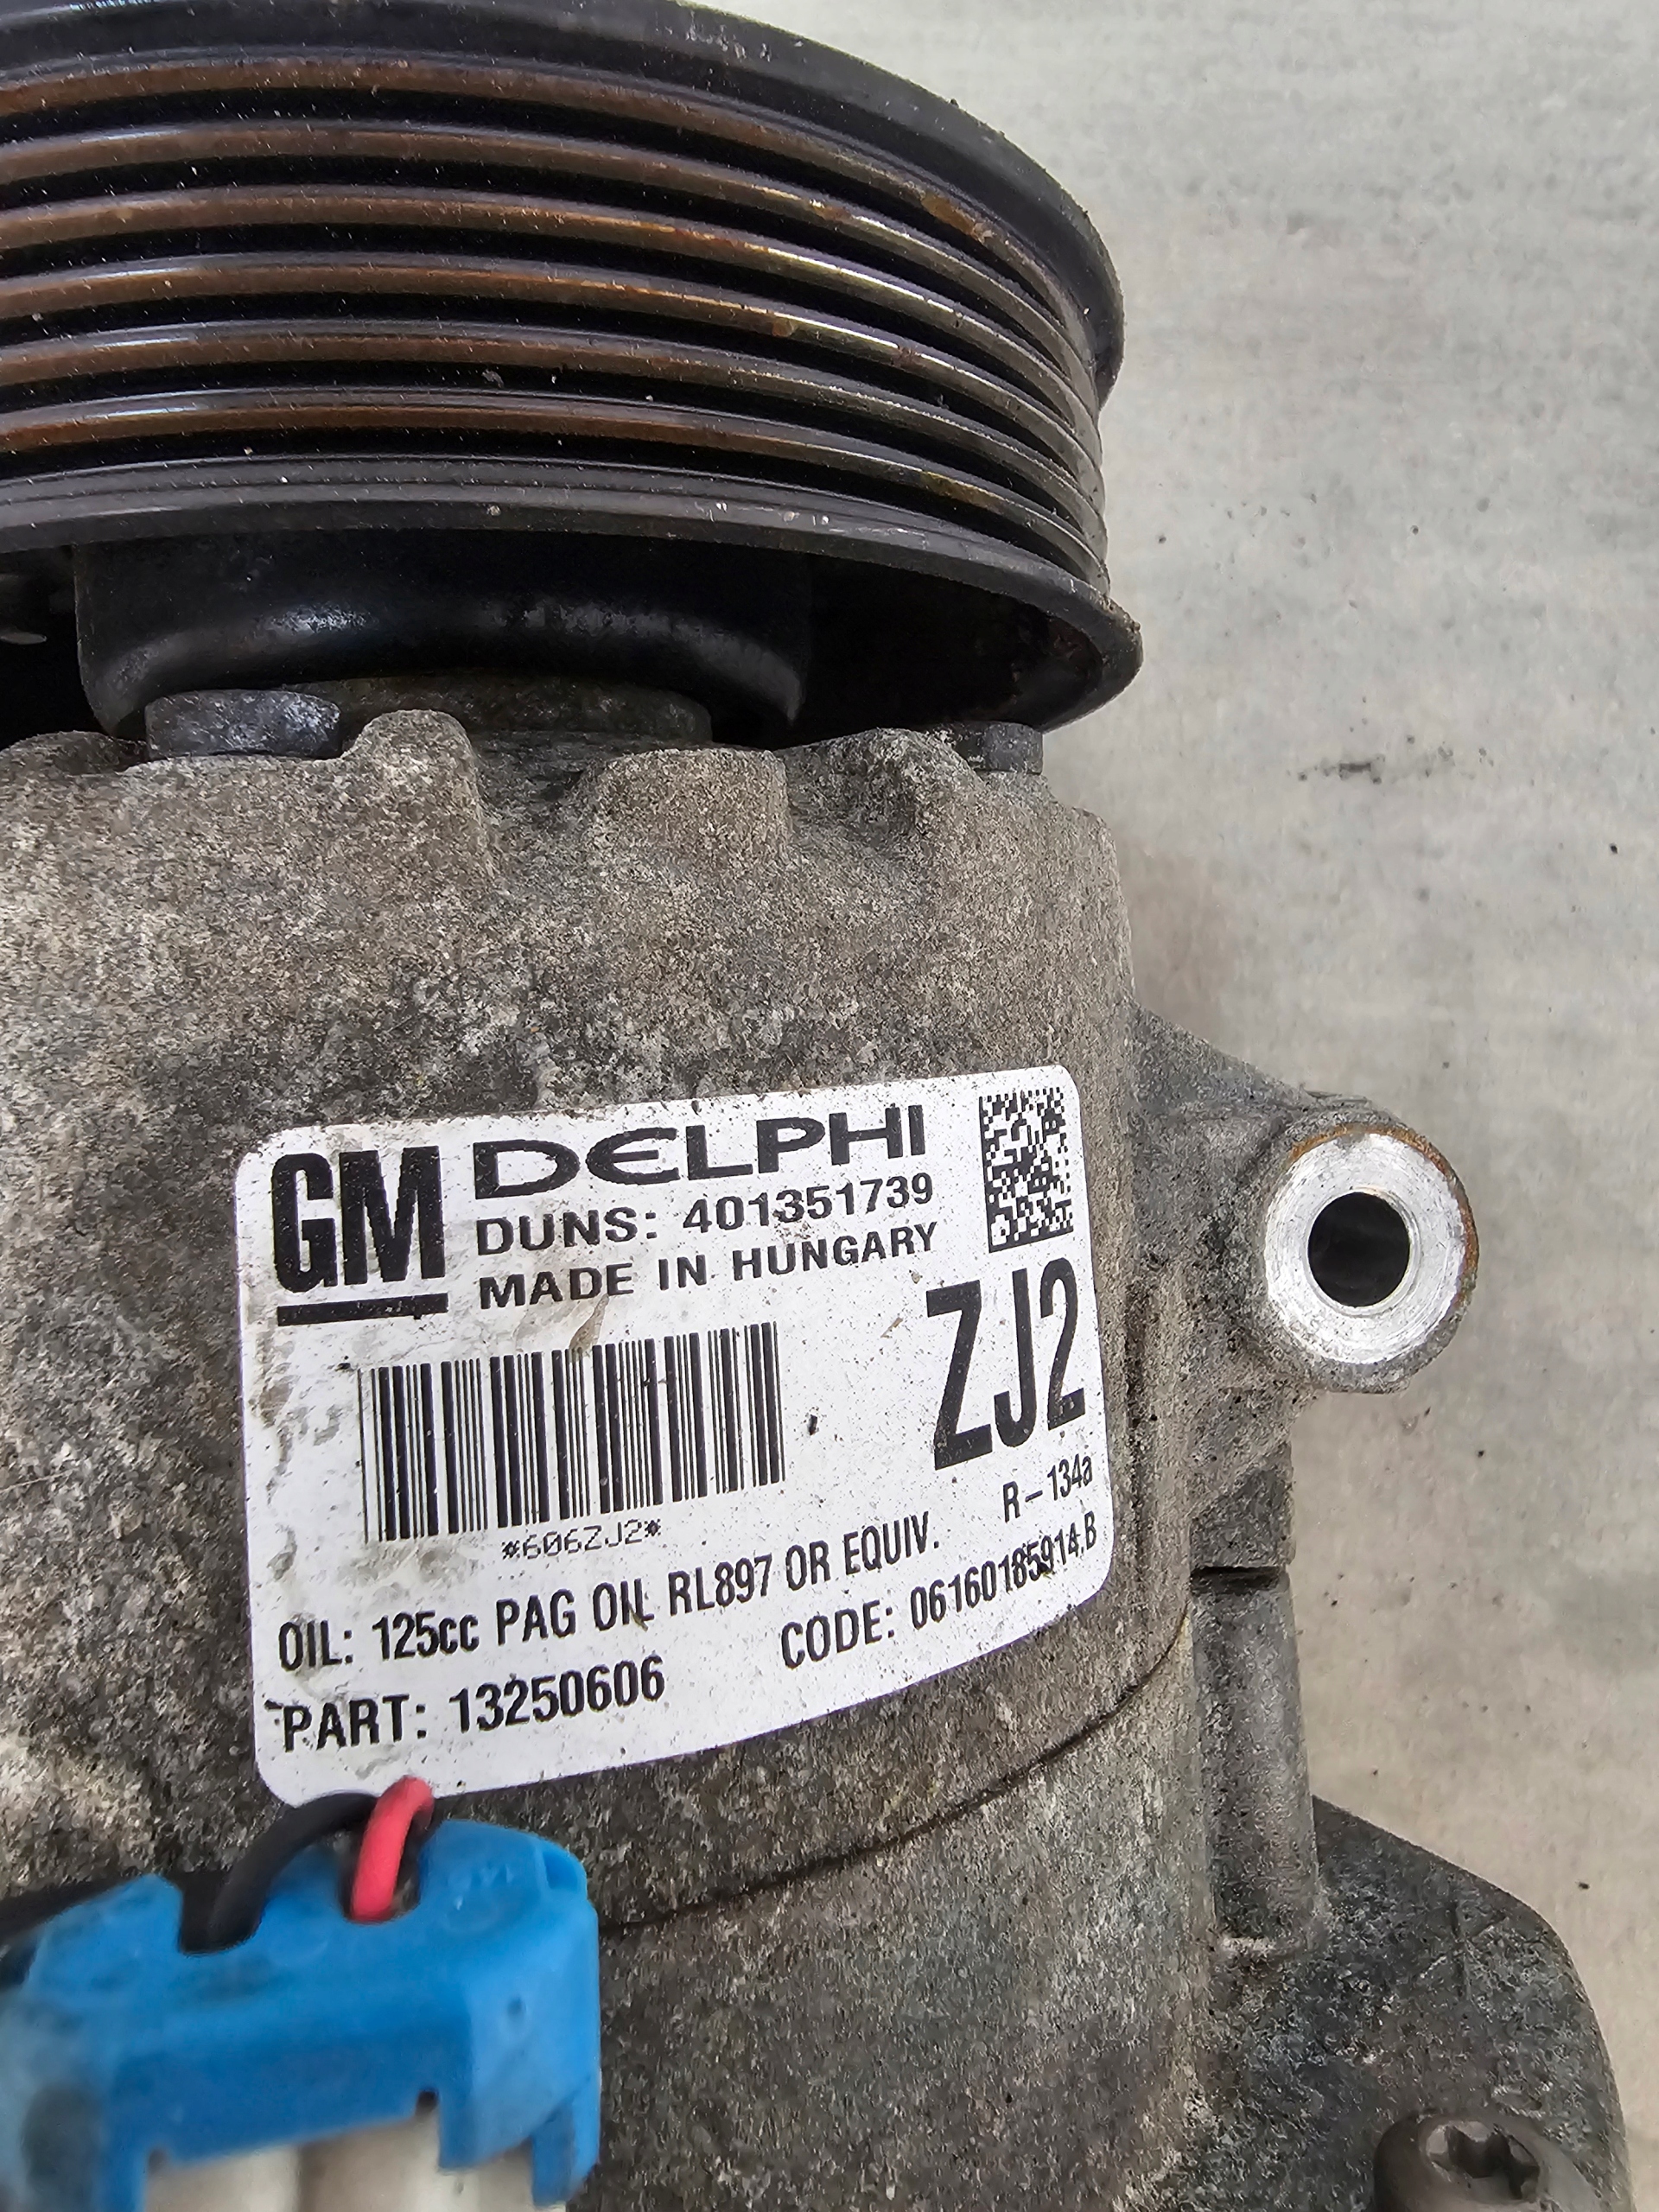 GM DELPHI
DUNS: 401351739
MADE IN HUNGARY
ZJ2
*606ZJ2*
R-134a
OIL: 125cc PAG OIL RL897 OR EQUIV.
CODE: 06160185914.B
PART: 13250606